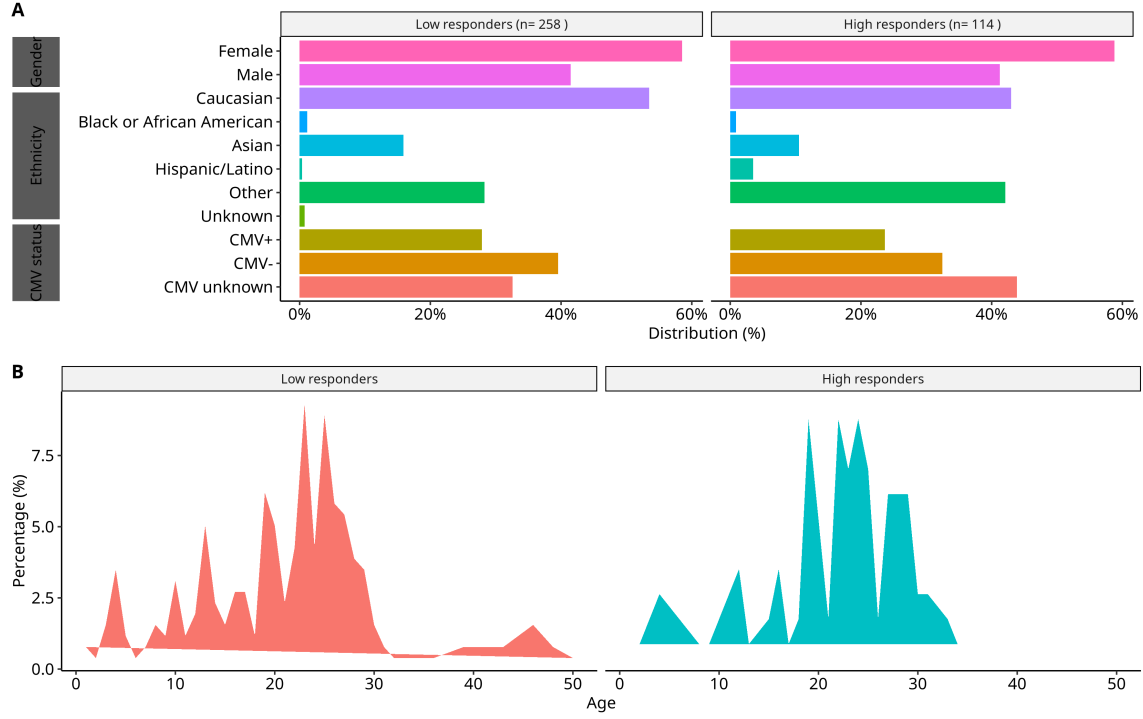 A
Low responders (n= 258 )
High responders (n= 114 )
Gender
Female
Male
Ethnicity
Caucasian
Black or African American
Asian
Hispanic/Latino
Other
Unknown
CMV status
CMV+
CMV-
CMV unknown
0% 20% 40% 60% 0% 20% 40% 60%
Distribution (%)
B
Low responders
High responders
Percentage (%)
7.5
5.0
2.5
0.0
0 10 20 30 40 50 0 10 20 30 40 50
Age